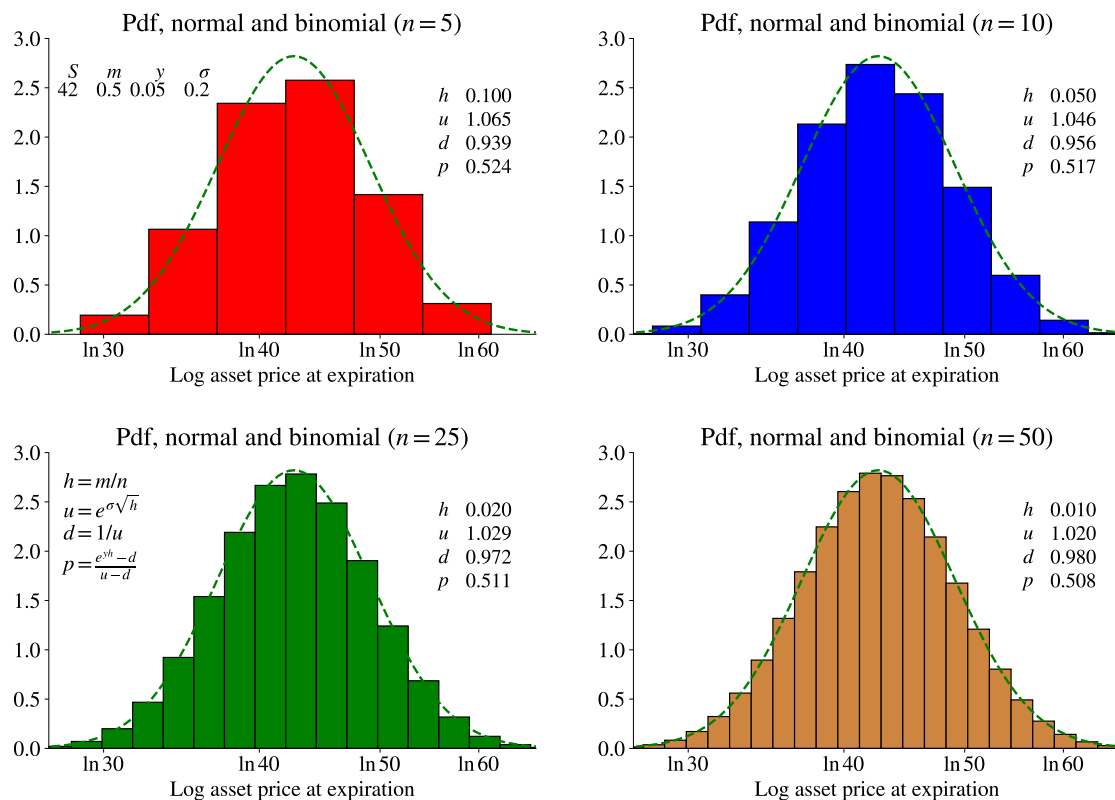 Pdf, normal and binomial (n = 5)
3.0
2.5
2.0
1.5
1.0
0.5
0.0
S m y σ
42 0.5 0.05 0.2
h 0.100
u 1.065
d 0.939
p 0.524
ln 30 ln 40 ln 50 ln 60
Log asset price at expiration
Pdf, normal and binomial (n = 10)
3.0
2.5
2.0
1.5
1.0
0.5
0.0
h 0.050
u 1.046
d 0.956
p 0.517
ln 30 ln 40 ln 50 ln 60
Log asset price at expiration
Pdf, normal and binomial (n = 25)
3.0
2.5
2.0
1.5
1.0
0.5
0.0
h = m/n
u = e^{σ√h}
d = 1/u
p = \frac{e^{yh} − d}{u − d}
h 0.020
u 1.029
d 0.972
p 0.511
ln 30 ln 40 ln 50 ln 60
Log asset price at expiration
Pdf, normal and binomial (n = 50)
3.0
2.5
2.0
1.5
1.0
0.5
0.0
h 0.010
u 1.020
d 0.980
p 0.508
ln 30 ln 40 ln 50 ln 60
Log asset price at expiration